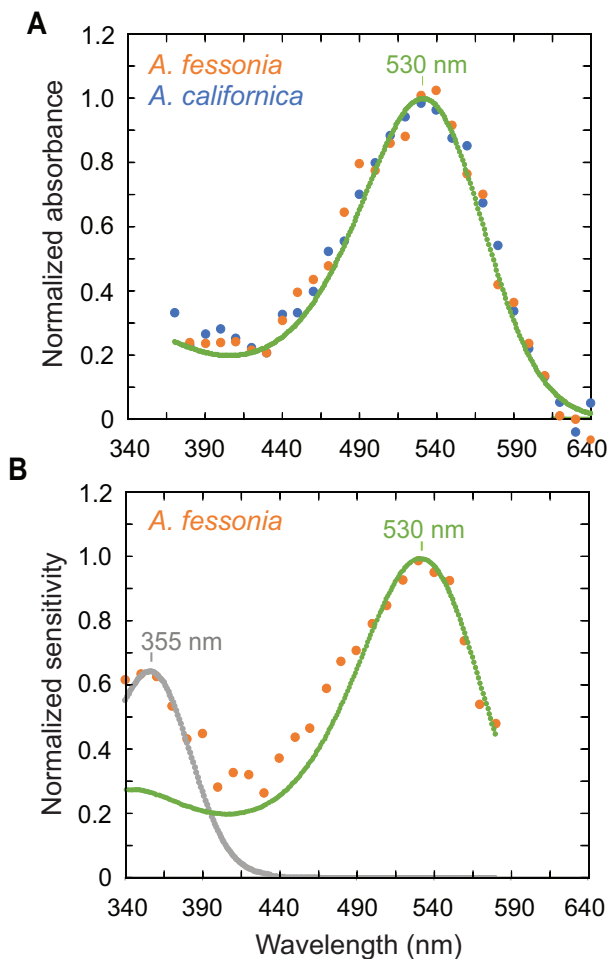 A
A. fessonia
A. californica
530 nm
Normalized absorbance
1.2
1.0
0.8
0.6
0.4
0.2
0
340 390 440 490 540 590 640
B
A. fessonia
530 nm
355 nm
Normalized sensitivity
1.2
1.0
0.8
0.6
0.4
0.2
0
340 390 440 490 540 590 640
Wavelength (nm)